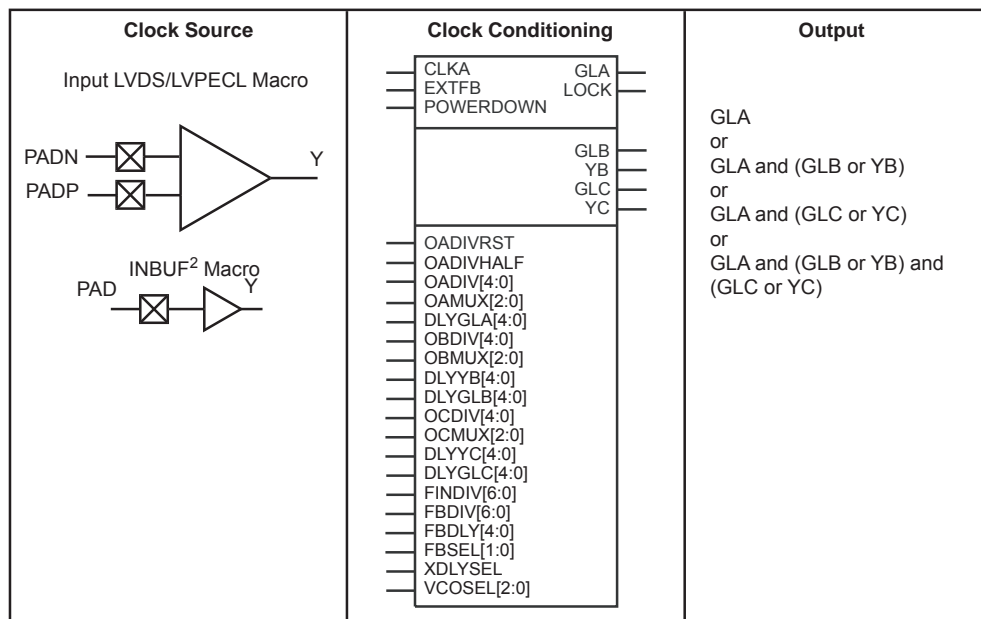 Clock Source
Input LVDS/LVPECL Macro
PADN
PADP
Y
INBUF² Macro
PAD
Y
Clock Conditioning
CLKA
EXTFB
POWERDOWN
GLA
LOCK
GLB
YB
GLC
YC
OADIVRST
OADIVHALF
OADIV[4:0]
OAMUX[2:0]
DLYGLA[4:0]
OBDIV[4:0]
OBMUX[2:0]
DLYYB[4:0]
DLYGLB[4:0]
OCDIV[4:0]
OCMUX[2:0]
DLYYC[4:0]
DLYGLC[4:0]
FINDIV[6:0]
FBDIV[6:0]
FBDLY[4:0]
FBSEL[1:0]
XDLYSEL
VCOSEL[2:0]
Output
GLA
or
GLA and (GLB or YB)
or
GLA and (GLC or YC)
or
GLA and (GLB or YB) and
(GLC or YC)